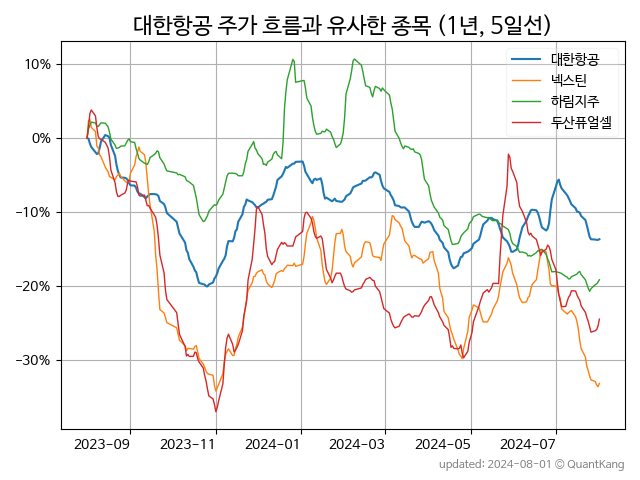 대한항공 주가 흐름과 유사한 종목 (1년, 5일선)
대한항공
넥스틴
하림지주
두산퓨얼셀
10%
0%
-10%
-20%
-30%
2023-09
2023-11
2024-01
2024-03
2024-05
2024-07
updated: 2024-08-01 © QuantKang